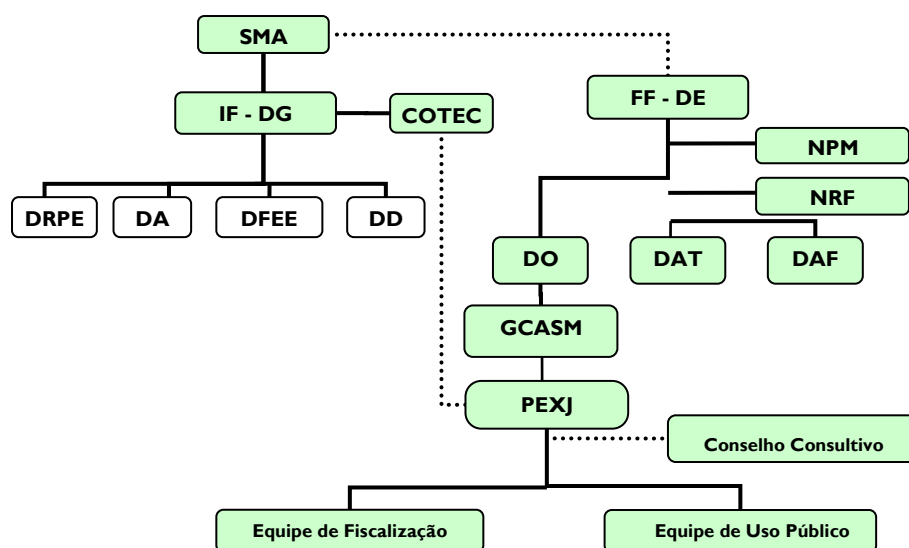 SMA
FF - DE
IF - DG
COTEC
NPM
NRF
DRPE
DA
DFEE
DD
DO
DAT
DAF
GCASM
PEXJ
Conselho Consultivo
Equipe de Fiscalização
Equipe de Uso Público